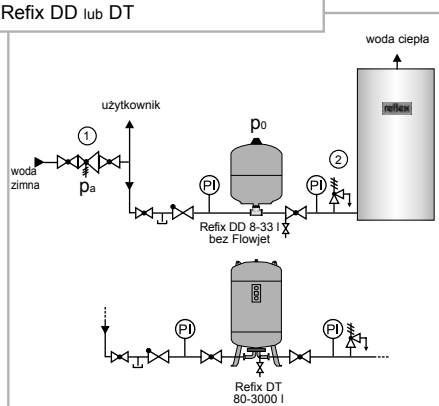 Refix DD lub DT
woda ciepła
reflex
użytkownik
1
p0
2
woda
zimna
pa
PI
PI
Refix DD 8-33 l
bez Flowjet
PI
PI
Refix DT
80-3000 l